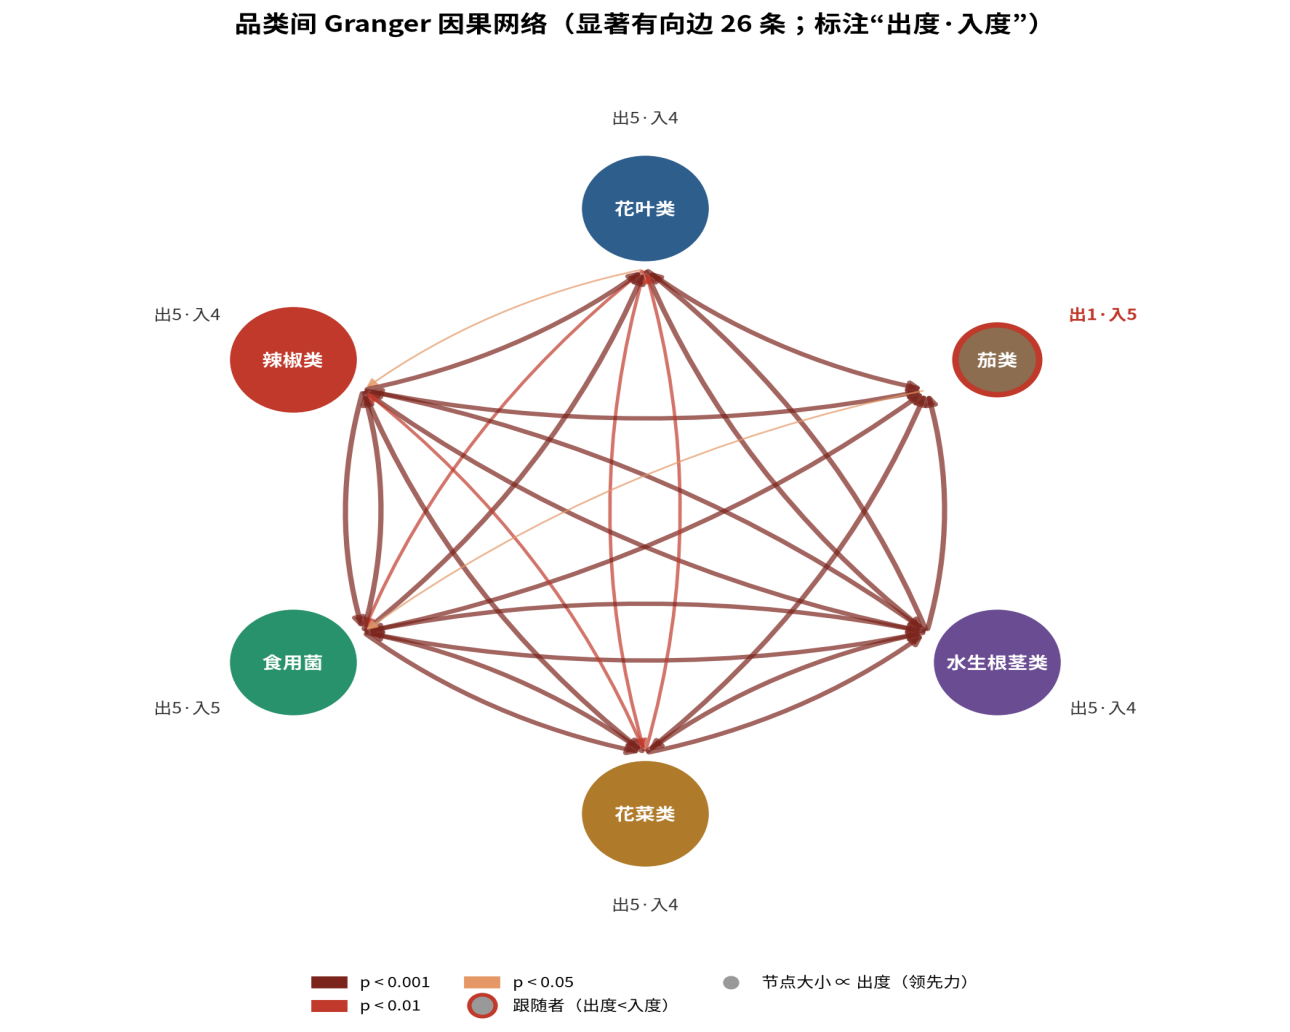 品类间 Granger 因果网络（显著有向边 26 条；标注“出度·入度”）
出5·入4
花叶类
出5·入4
出1·入5
辣椒类
茄类
食用菌
水生根茎类
出5·入5
出5·入4
花菜类
出5·入4
p<0.001
p<0.05
节点大小 ∝ 出度（领先力）
p<0.01
跟随者（出度<入度）